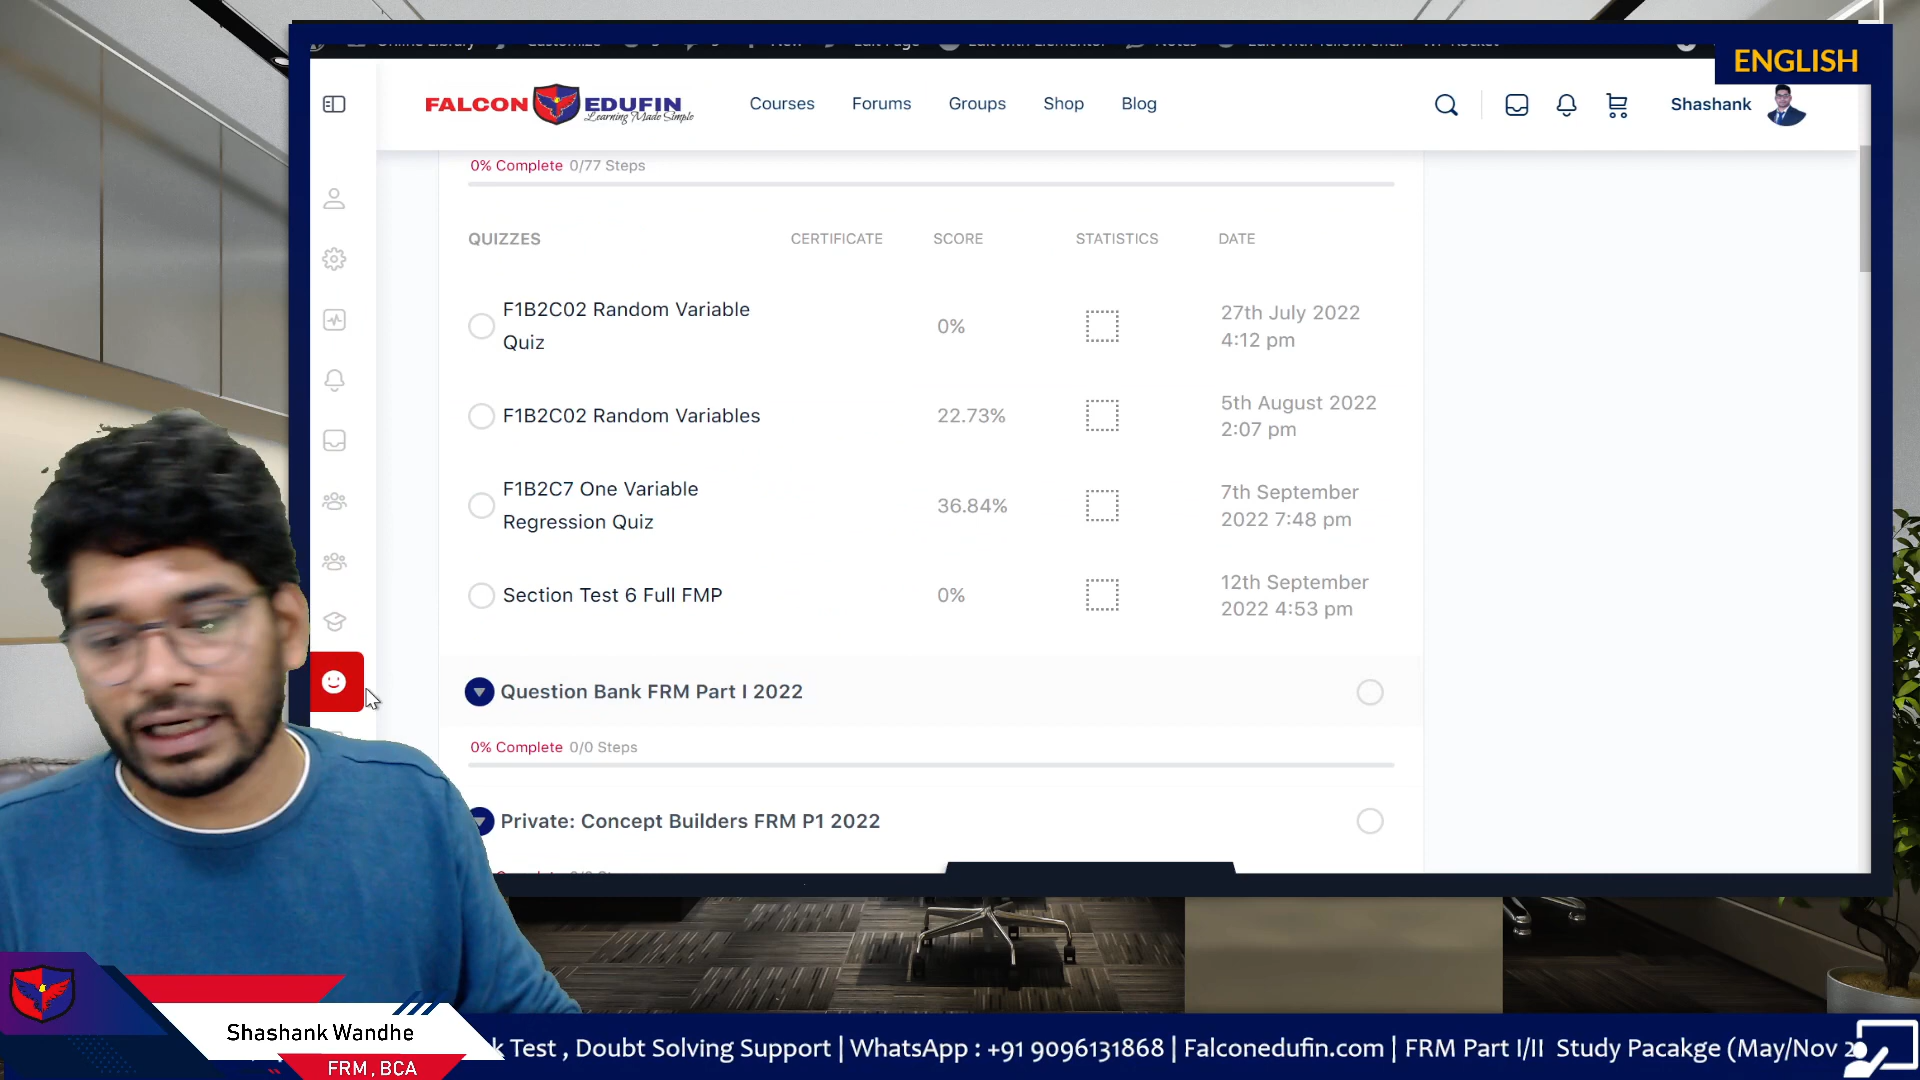 ENGLISH
FALCON EDUFIN
Learning Made Simple
Courses
Forums
Groups
Shop
Blog
Shashank
0% Complete 0/77 Steps
QUIZZES
CERTIFICATE
SCORE
STATISTICS
DATE
F1B2C02 Random Variable
Quiz
0%
27th July 2022
4:12 pm
F1B2C02 Random Variables
22.73%
5th August 2022
2:07 pm
F1B2C7 One Variable
Regression Quiz
36.84%
7th September
2022 7:48 pm
Section Test 6 Full FMP
0%
12th September
2022 4:53 pm
Question Bank FRM Part I 2022
0% Complete 0/0 Steps
Private: Concept Builders FRM P1 2022
Shashank Wandhe
FRM, BCA
k Test , Doubt Solving Support | WhatsApp : +91 9096131868 | Falconedufin.com | FRM Part I/II Study Pacakge (May/Nov 2